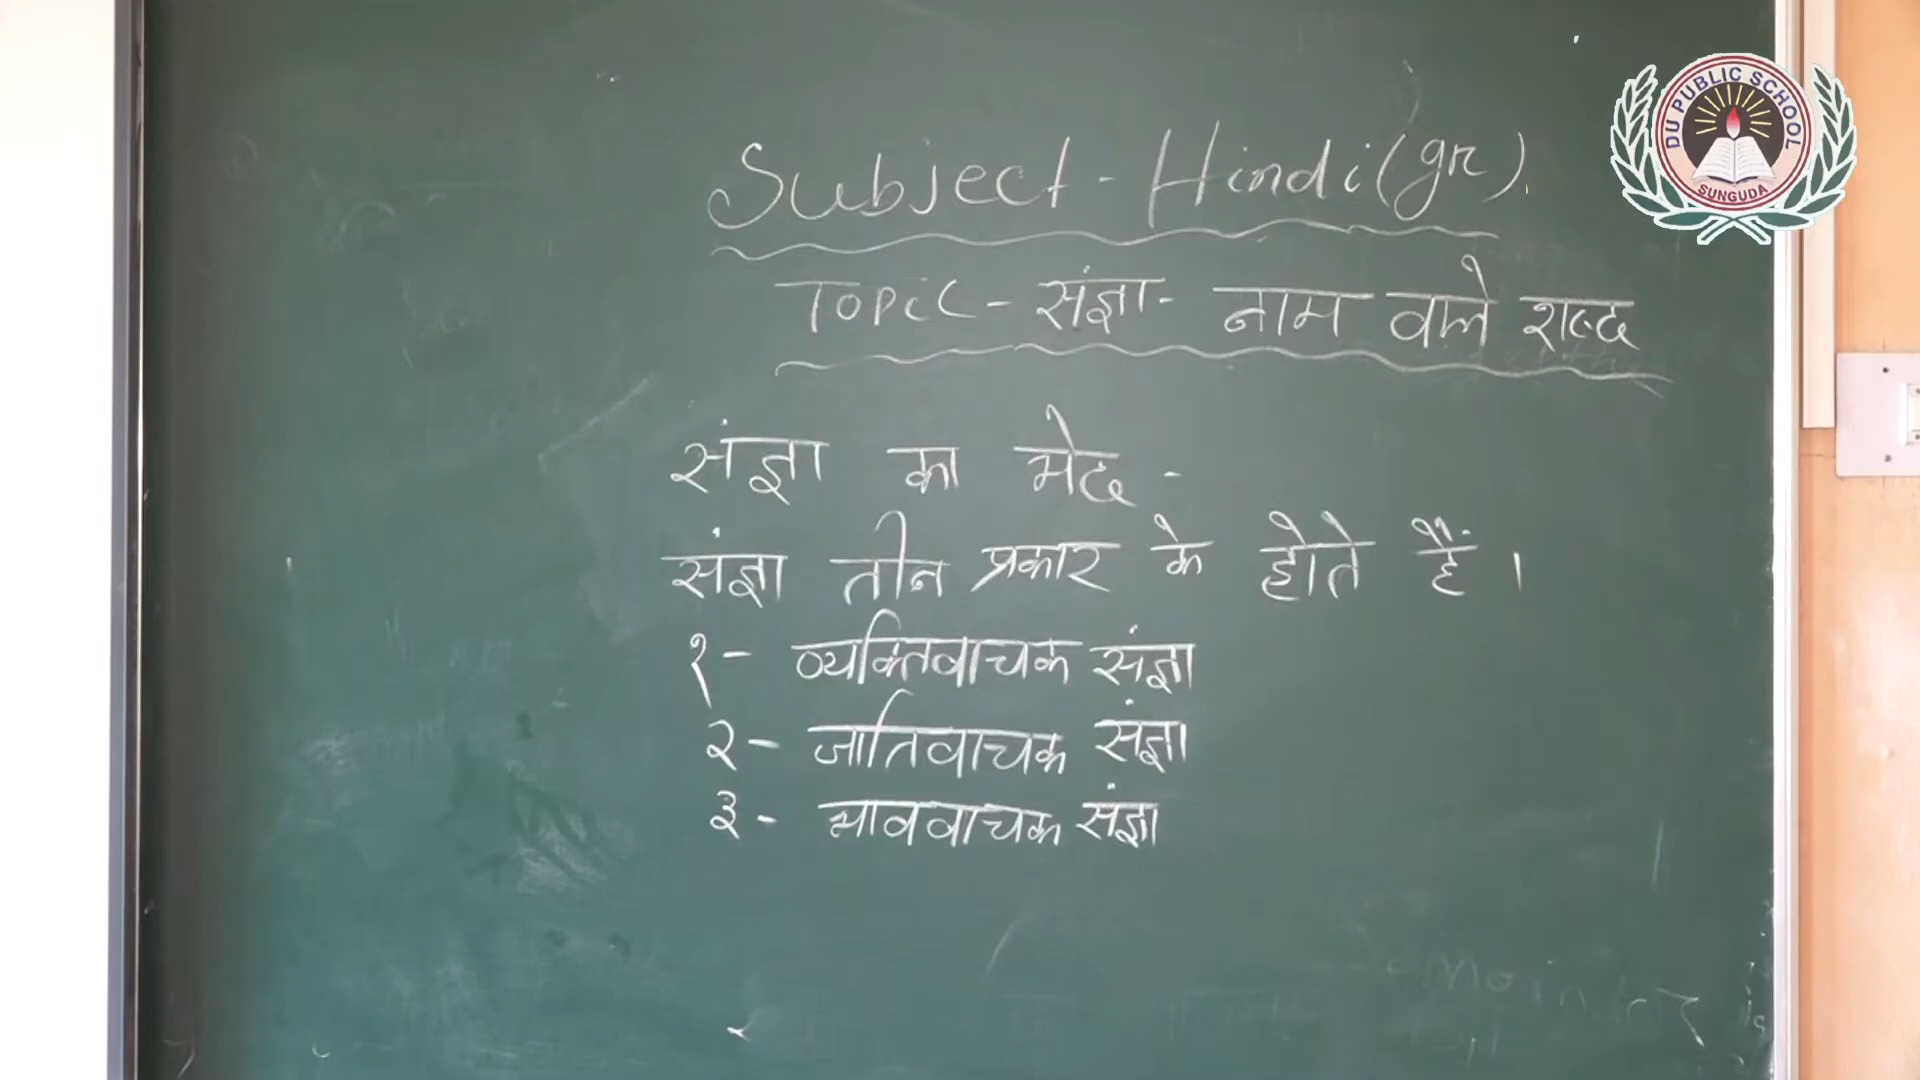 Subject - Hindi (gr)
Topic - संज्ञा - नाम वाले शब्द
संज्ञा का भेद -
संज्ञा तीन प्रकार के होते हैं ।
१ - व्यक्तिवाचक संज्ञा
२ - जातिवाचक संज्ञा
३ - भाववाचक संज्ञा
DU PUBLIC SCHOOL
SUNGUDA